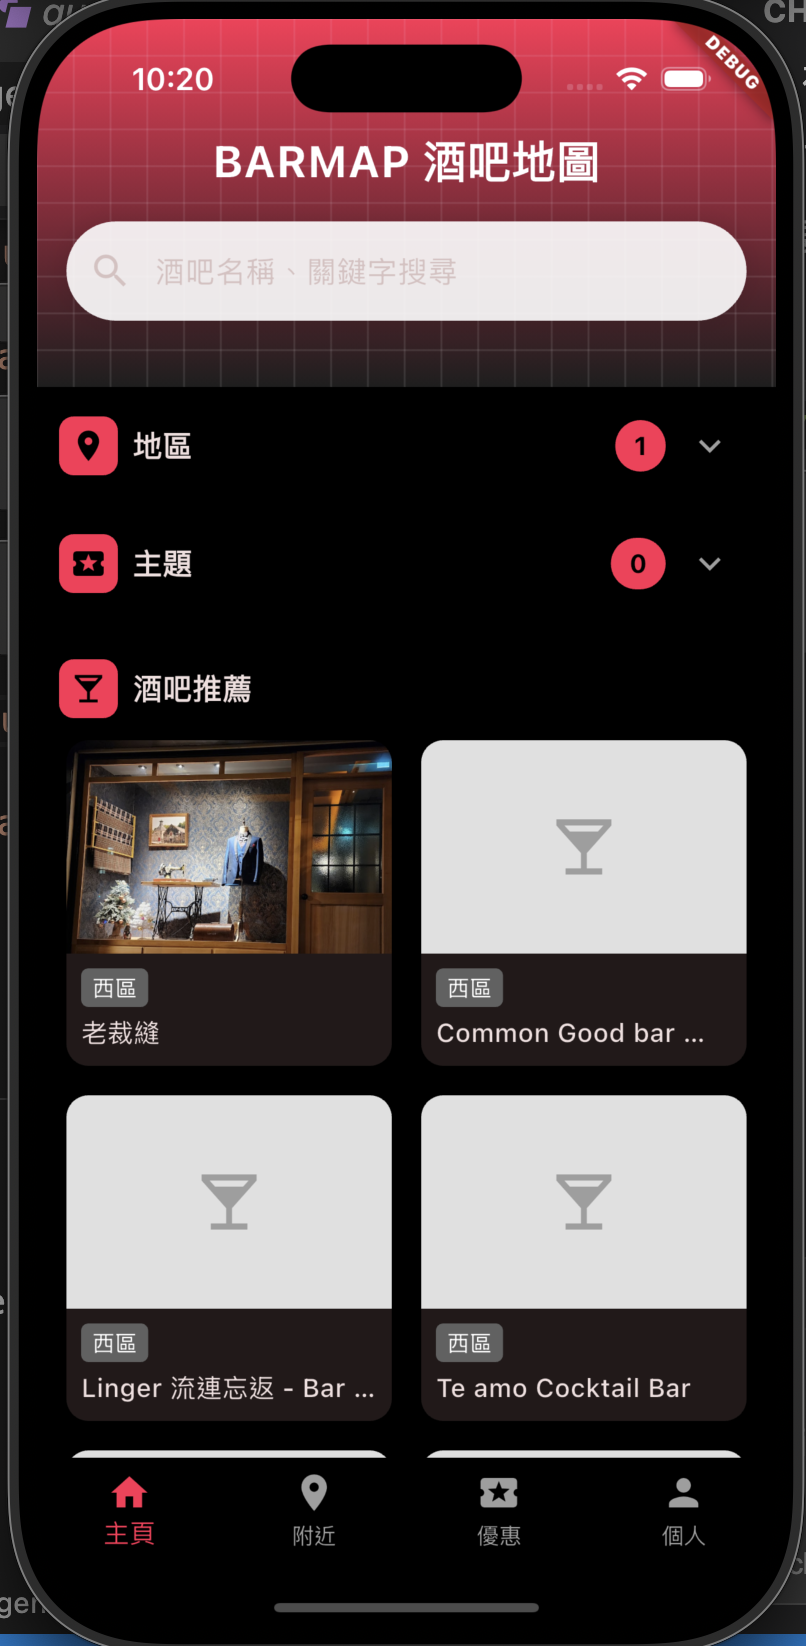 10:20
DEBUG
BARMAP 酒吧地圖
酒吧名稱、關鍵字搜尋
地區
1
主題
0
酒吧推薦
西區
老裁縫
西區
Common Good bar ...
西區
Linger 流連忘返 - Bar ...
西區
Te amo Cocktail Bar
主頁
附近
優惠
個人